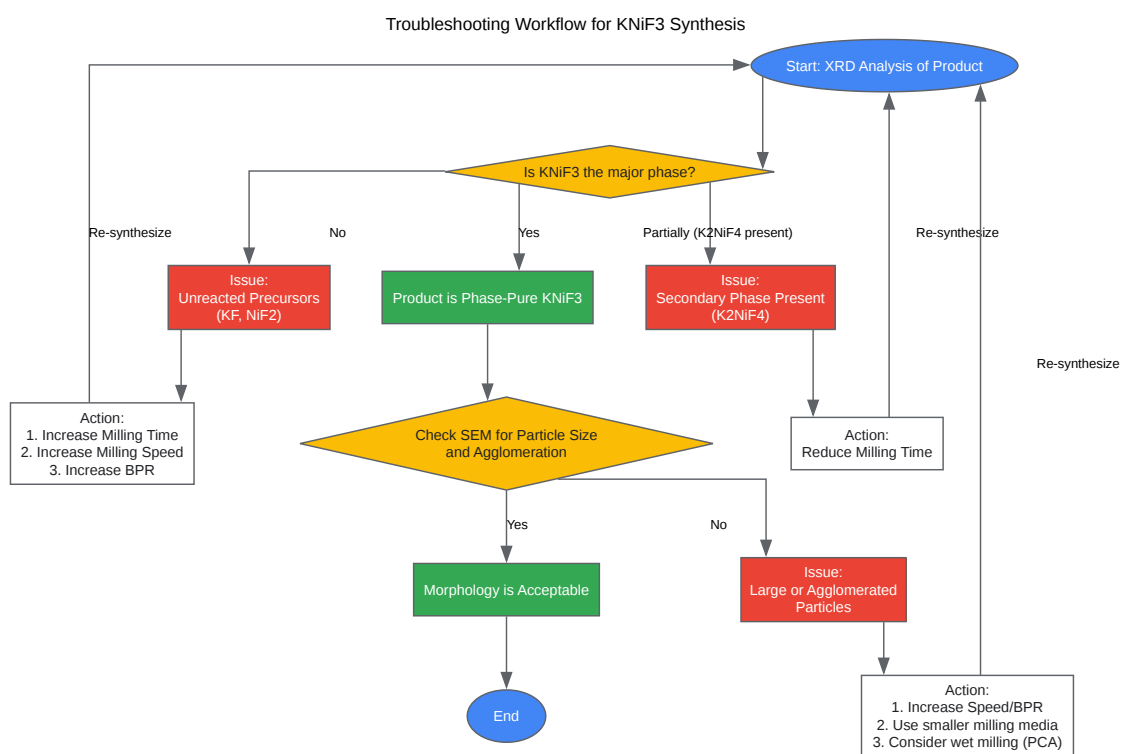 Troubleshooting Workflow for KNiF3 Synthesis
Start: XRD Analysis of Product
Is KNiF3 the major phase?
Re-synthesize
No
Yes
Partially (K2NiF4 present)
Re-synthesize
Issue:
Unreacted Precursors
(KF, NiF2)
Product is Phase-Pure KNiF3
Issue:
Secondary Phase Present
(K2NiF4)
Re-synthesize
Action:
1. Increase Milling Time
2. Increase Milling Speed
3. Increase BPR
Check SEM for Particle Size
and Agglomeration
Action:
Reduce Milling Time
Yes
No
Morphology is Acceptable
Issue:
Large or Agglomerated
Particles
End
Action:
1. Increase Speed/BPR
2. Use smaller milling media
3. Consider wet milling (PCA)